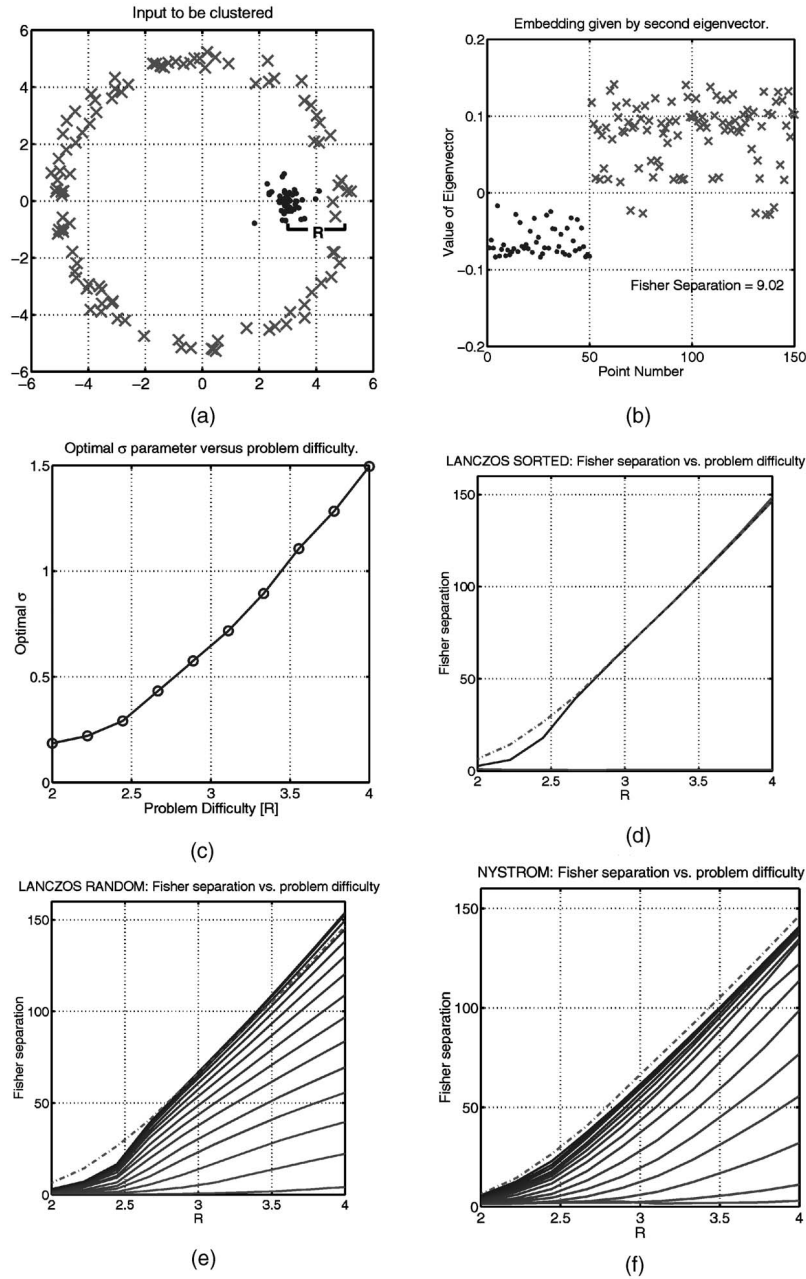 Input to be clustered
6
4
2
0
−2
−4
−6
−6 −4 −2 0 2 4 6
R
(a)
Embedding given by second eigenvector.
Value of Eigenvector
0.2
0.1
0
−0.1
−0.2
Fisher Separation = 9.02
0 50 100 150
Point Number
(b)
Optimal σ parameter versus problem difficulty.
Optimal σ
1.5
1
0.5
0
2 2.5 3 3.5 4
Problem Difficulty [R]
(c)
LANCZOS SORTED: Fisher separation vs. problem difficulty
Fisher separation
150
100
50
0
2 2.5 3 3.5 4
R
(d)
LANCZOS RANDOM: Fisher separation vs. problem difficulty
Fisher separation
150
100
50
0
2 2.5 3 3.5 4
R
(e)
NYSTROM: Fisher separation vs. problem difficulty
Fisher separation
150
100
50
0
2 2.5 3 3.5 4
R
(f)